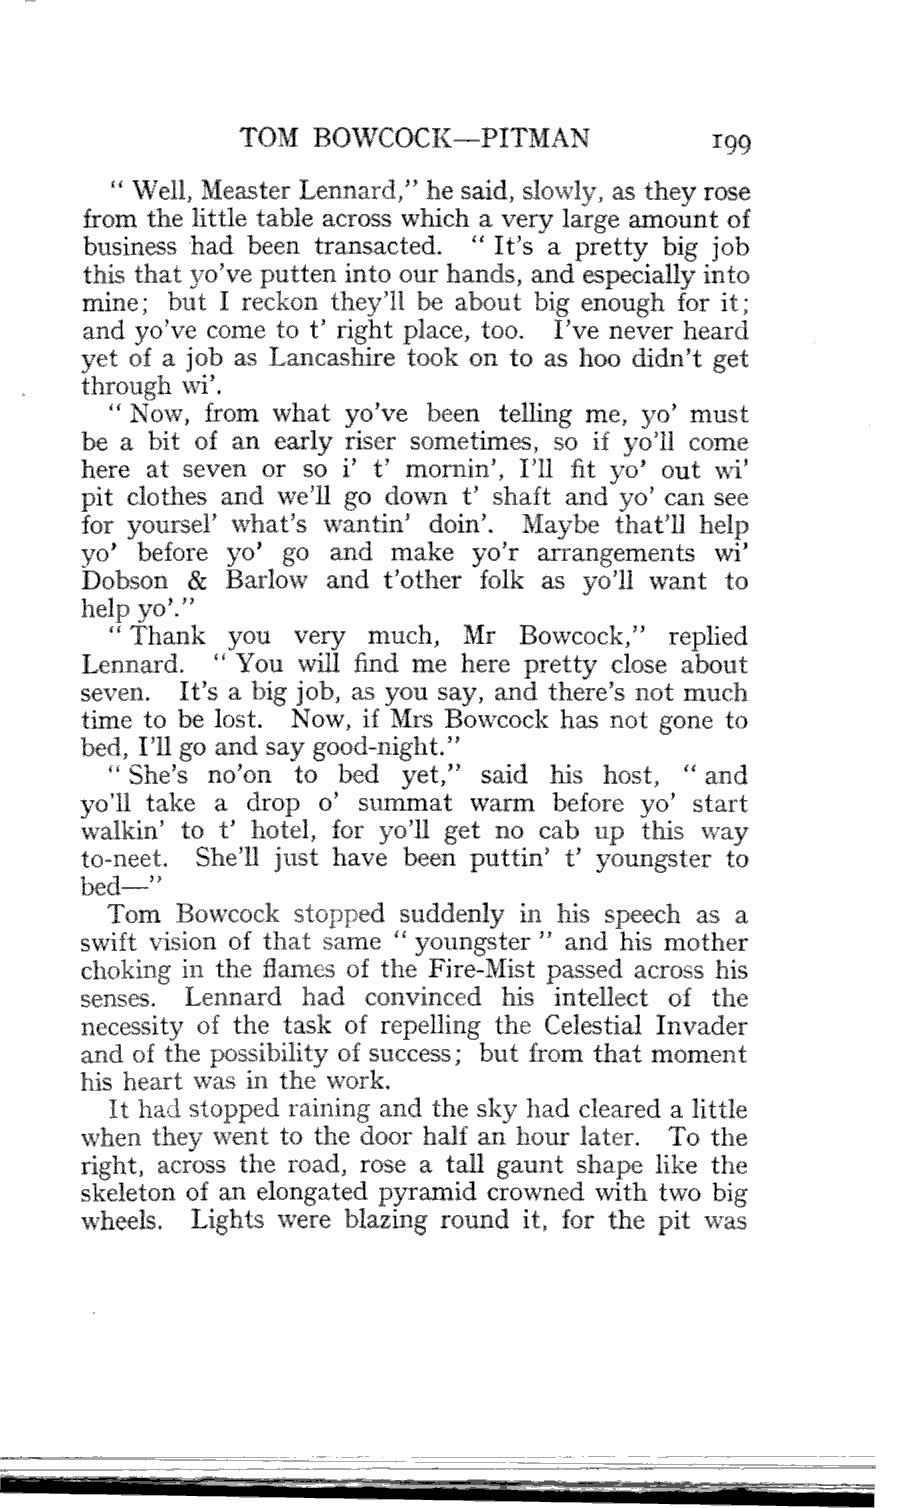 TOM BOWCOCK—PITMAN 199
“ Well, Measter Lennard,” he said, slowly, as they rose
from the little table across which a very large amount of
business had been transacted. “ It’s a pretty big job
this that yo’ve putten into our hands, and especially into
mine; but I reckon they’ll be about big enough for it;
and yo’ve come to t’ right place, too. I’ve never heard
yet of a job as Lancashire took on to as hoo didn’t get
through wi’.
“ Now, from what yo’ve been telling me, yo’ must
be a bit of an early riser sometimes, so if yo’ll come
here at seven or so i’ t’ mornin’, I’ll fit yo’ out wi’
pit clothes and we’ll go down t’ shaft and yo’ can see
for yoursel’ what’s wantin’ doin’. Maybe that’ll help
yo’ before yo’ go and make yo’r arrangements wi’
Dobson & Barlow and t’other folk as yo’ll want to
help yo’.”
“ Thank you very much, Mr Bowcock,” replied
Lennard. “ You will find me here pretty close about
seven. It’s a big job, as you say, and there’s not much
time to be lost. Now, if Mrs Bowcock has not gone to
bed, I’ll go and say good-night.”
“ She’s no’on to bed yet,” said his host, “ and
yo’ll take a drop o’ summat warm before yo’ start
walkin’ to t’ hotel, for yo’ll get no cab up this way
to-neet. She’ll just have been puttin’ t’ youngster to
bed—”
Tom Bowcock stopped suddenly in his speech as a
swift vision of that same “ youngster ” and his mother
choking in the flames of the Fire-Mist passed across his
senses. Lennard had convinced his intellect of the
necessity of the task of repelling the Celestial Invader
and of the possibility of success; but from that moment
his heart was in the work.
It had stopped raining and the sky had cleared a little
when they went to the door half an hour later. To the
right, across the road, rose a tall gaunt shape like the
skeleton of an elongated pyramid crowned with two big
wheels. Lights were blazing round it, for the pit was